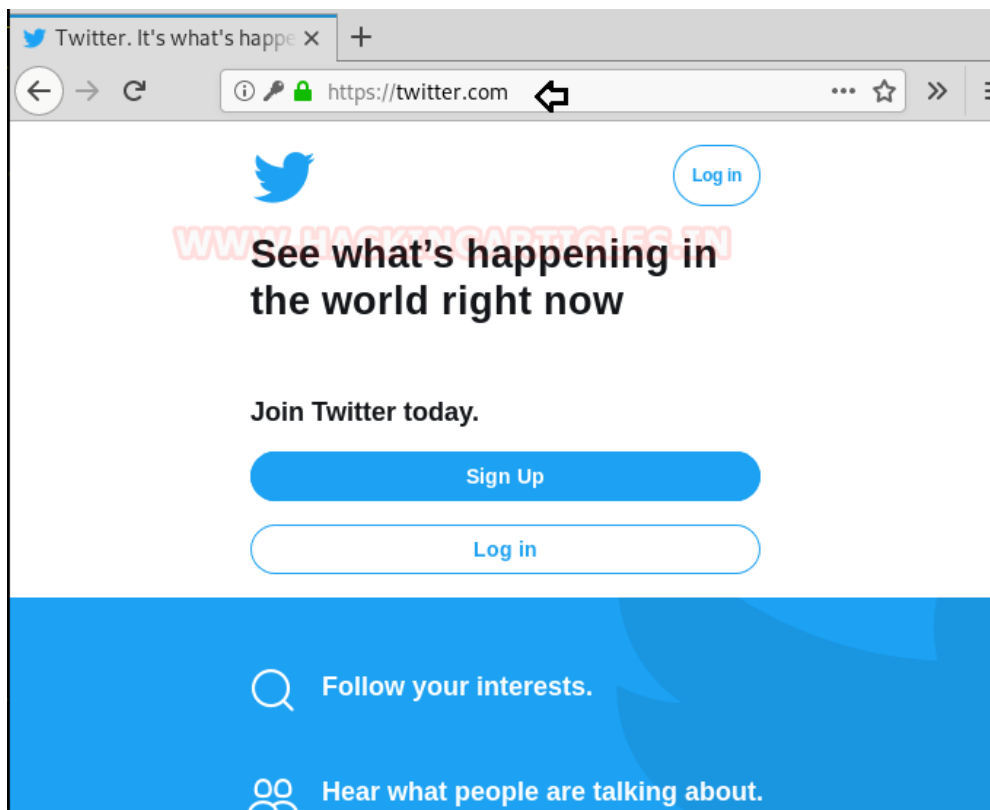 Twitter. It's what's happe
https://twitter.com
Log in
WWW.HACKINGARTICLES.IN
See what’s happening in
the world right now
Join Twitter today.
Sign Up
Log in
Follow your interests.
Hear what people are talking about.